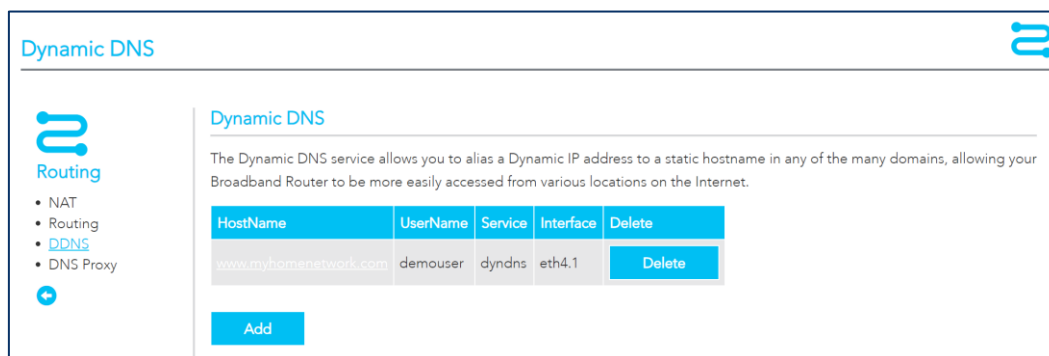 Dynamic DNS
Routing
• NAT
• Routing
• DDNS
• DNS Proxy
Dynamic DNS
The Dynamic DNS service allows you to alias a Dynamic IP address to a static hostname in any of the many domains, allowing your
Broadband Router to be more easily accessed from various locations on the Internet.
HostName UserName Service Interface Delete
www.myhomenetwork.com demouser dyndns eth4.1 Delete
Add